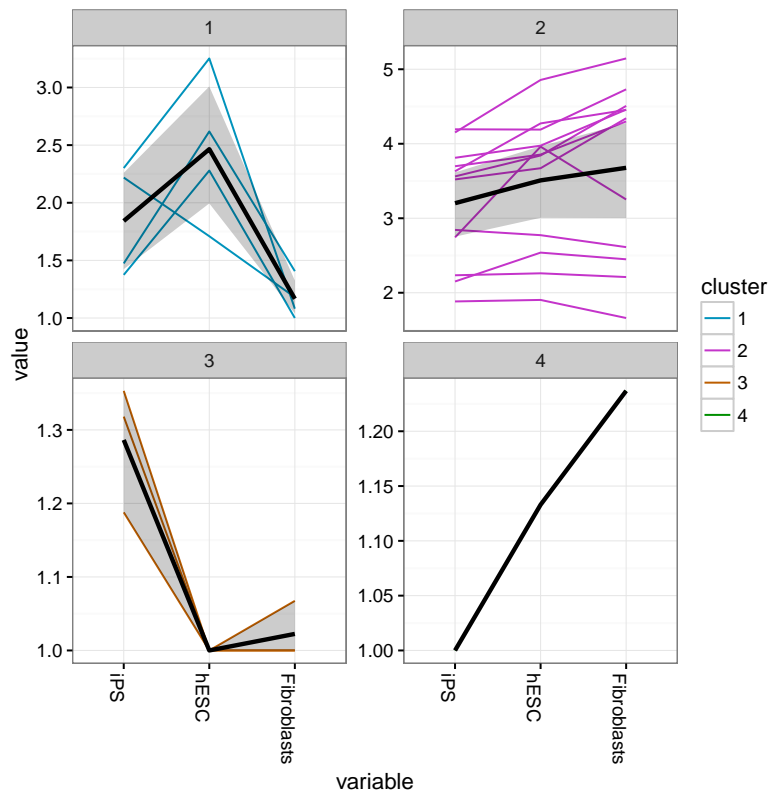 1
2
3.0
2.5
2.0
1.5
1.0
5
4
3
2
value
cluster
1
2
3
4
3
4
1.3
1.2
1.1
1.0
1.20
1.15
1.10
1.05
1.00
iPS
hESC
Fibroblasts
iPS
hESC
Fibroblasts
variable